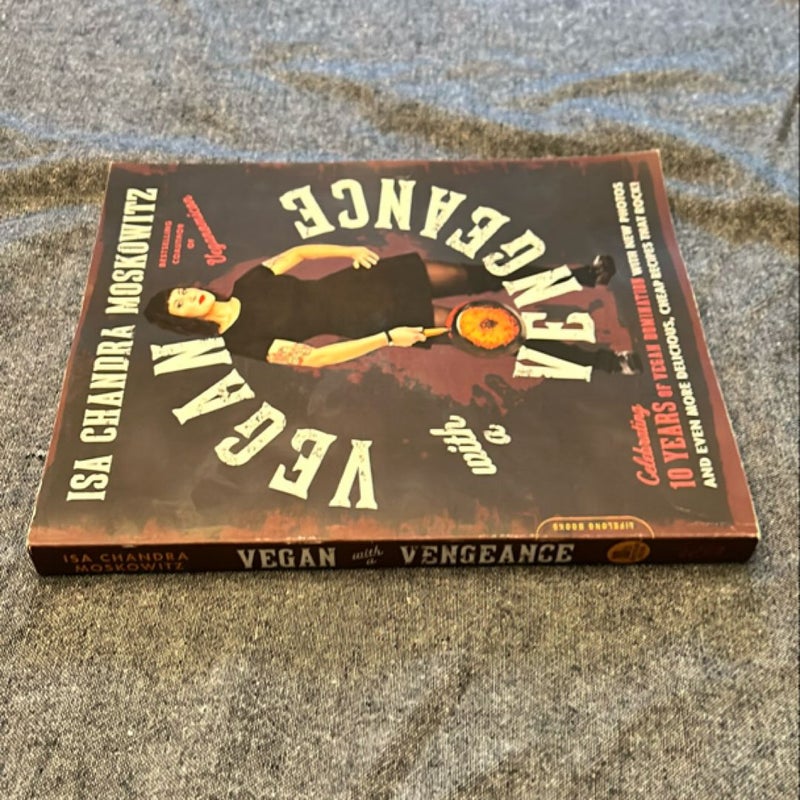 ISA CHANDRA MOSKOWITZ
BESTSELLING
COAUTHOR
OF
Veganomicon
VEGAN
with
a
VENGEANCE
Celebrating
10 YEARS OF VEGAN DOMINATION WITH NEW PHOTOS
AND EVEN MORE DELICIOUS, CHEAP RECIPES THAT ROCK!
LIFELONG BOOKS
ISA CHANDRA
MOSKOWITZ
VEGAN with a VENGEANCE